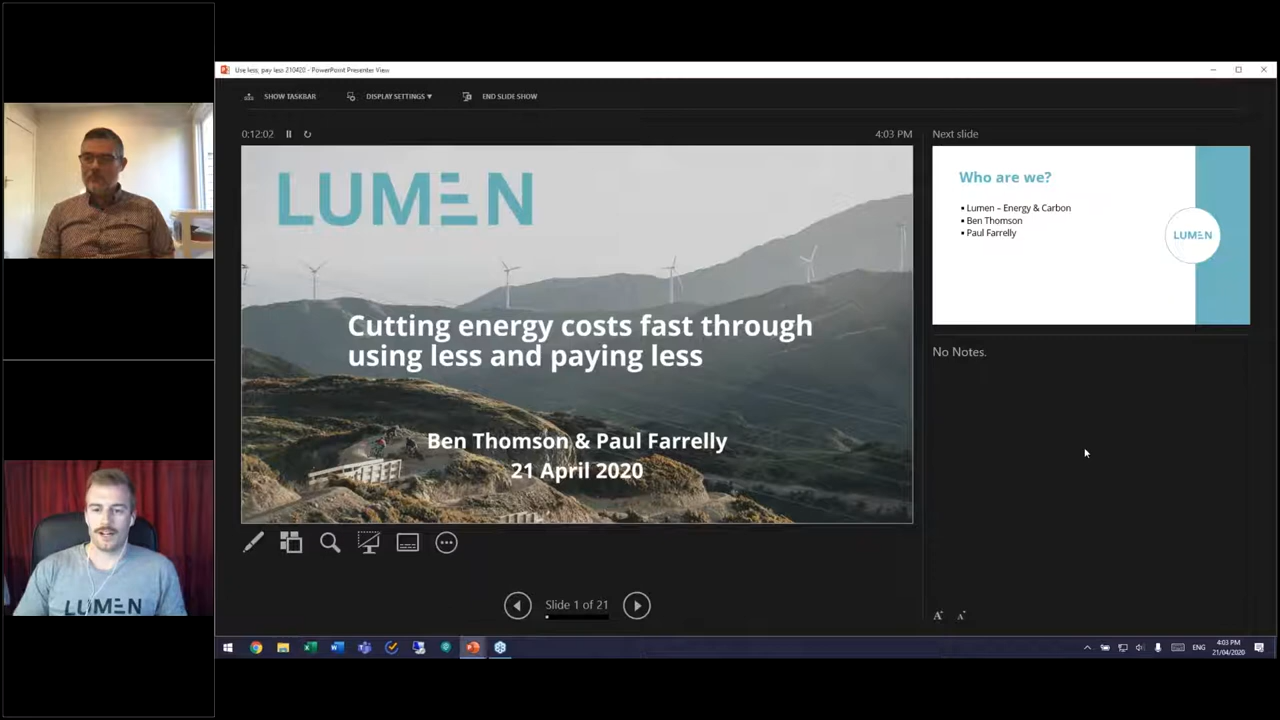 Use less, pay less 210420 - PowerPoint Presenter View
SHOW TASKBAR
DISPLAY SETTINGS ▾
END SLIDE SHOW
0:12:02
4:03 PM
LUMEN
Cutting energy costs fast through
using less and paying less
Ben Thomson & Paul Farrelly
21 April 2020
Slide 1 of 21
Next slide
Who are we?
▪ Lumen – Energy & Carbon
▪ Ben Thomson
▪ Paul Farrelly
LUMEN
No Notes.
LUMEN
ENG
4:03 PM
21/04/2020